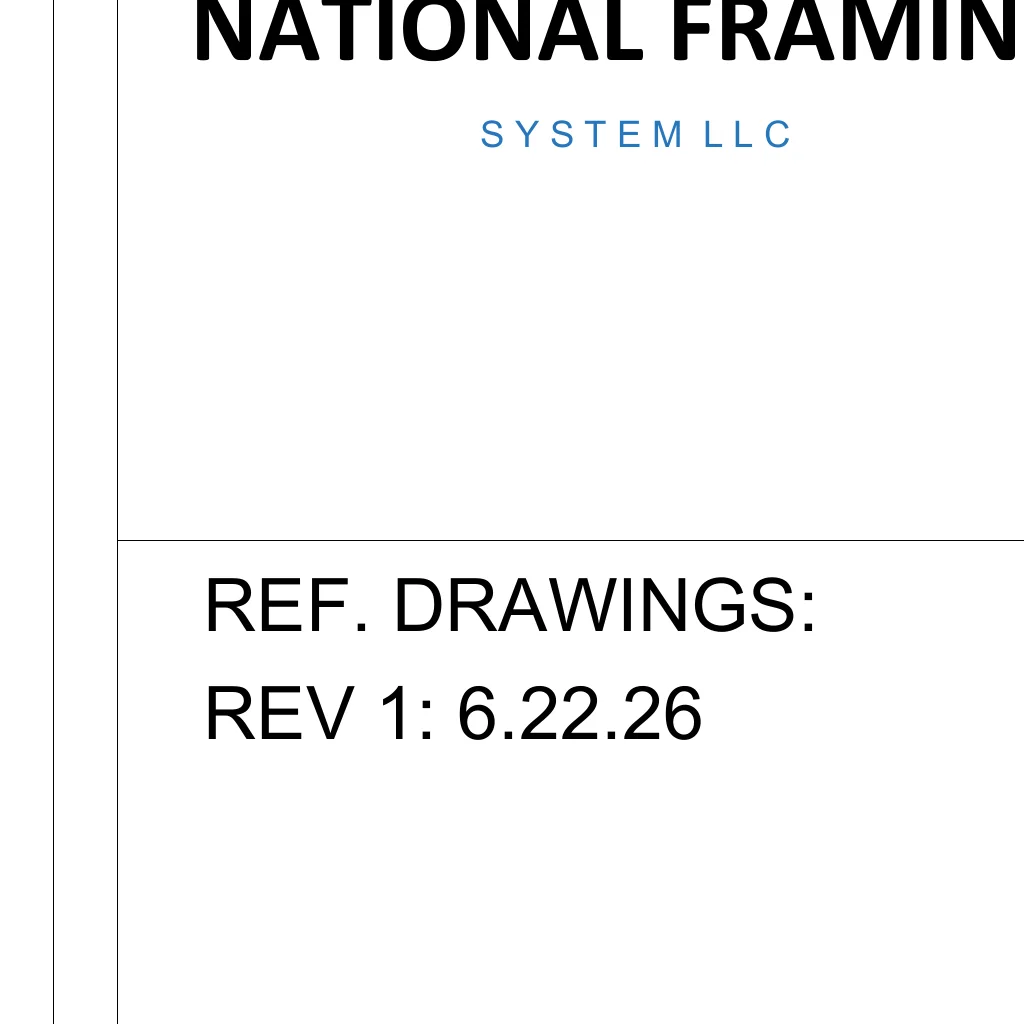 NATIONAL FRAMIN
SYSTEM LLC
REF. DRAWINGS:
REV 1: 6.22.26